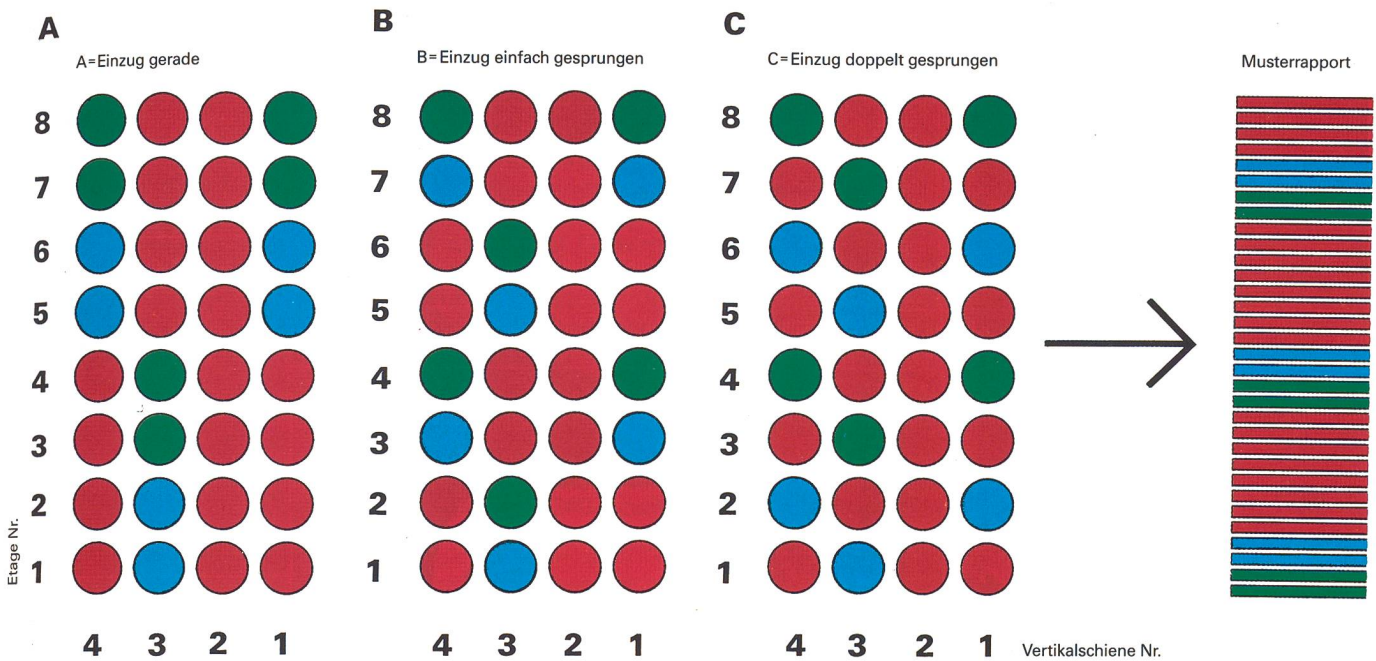 A
B
C
A=Einzug gerade
B=Einzug einfach gesprungen
C=Einzug doppelt gesprungen
Musterrapport
8
8
8
7
7
7
6
6
6
5
5
5
4
4
4
3
3
3
2
2
2
1
1
1
Etage Nr.
4 3 2 1
4 3 2 1
4 3 2 1
Vertikalschiene Nr.